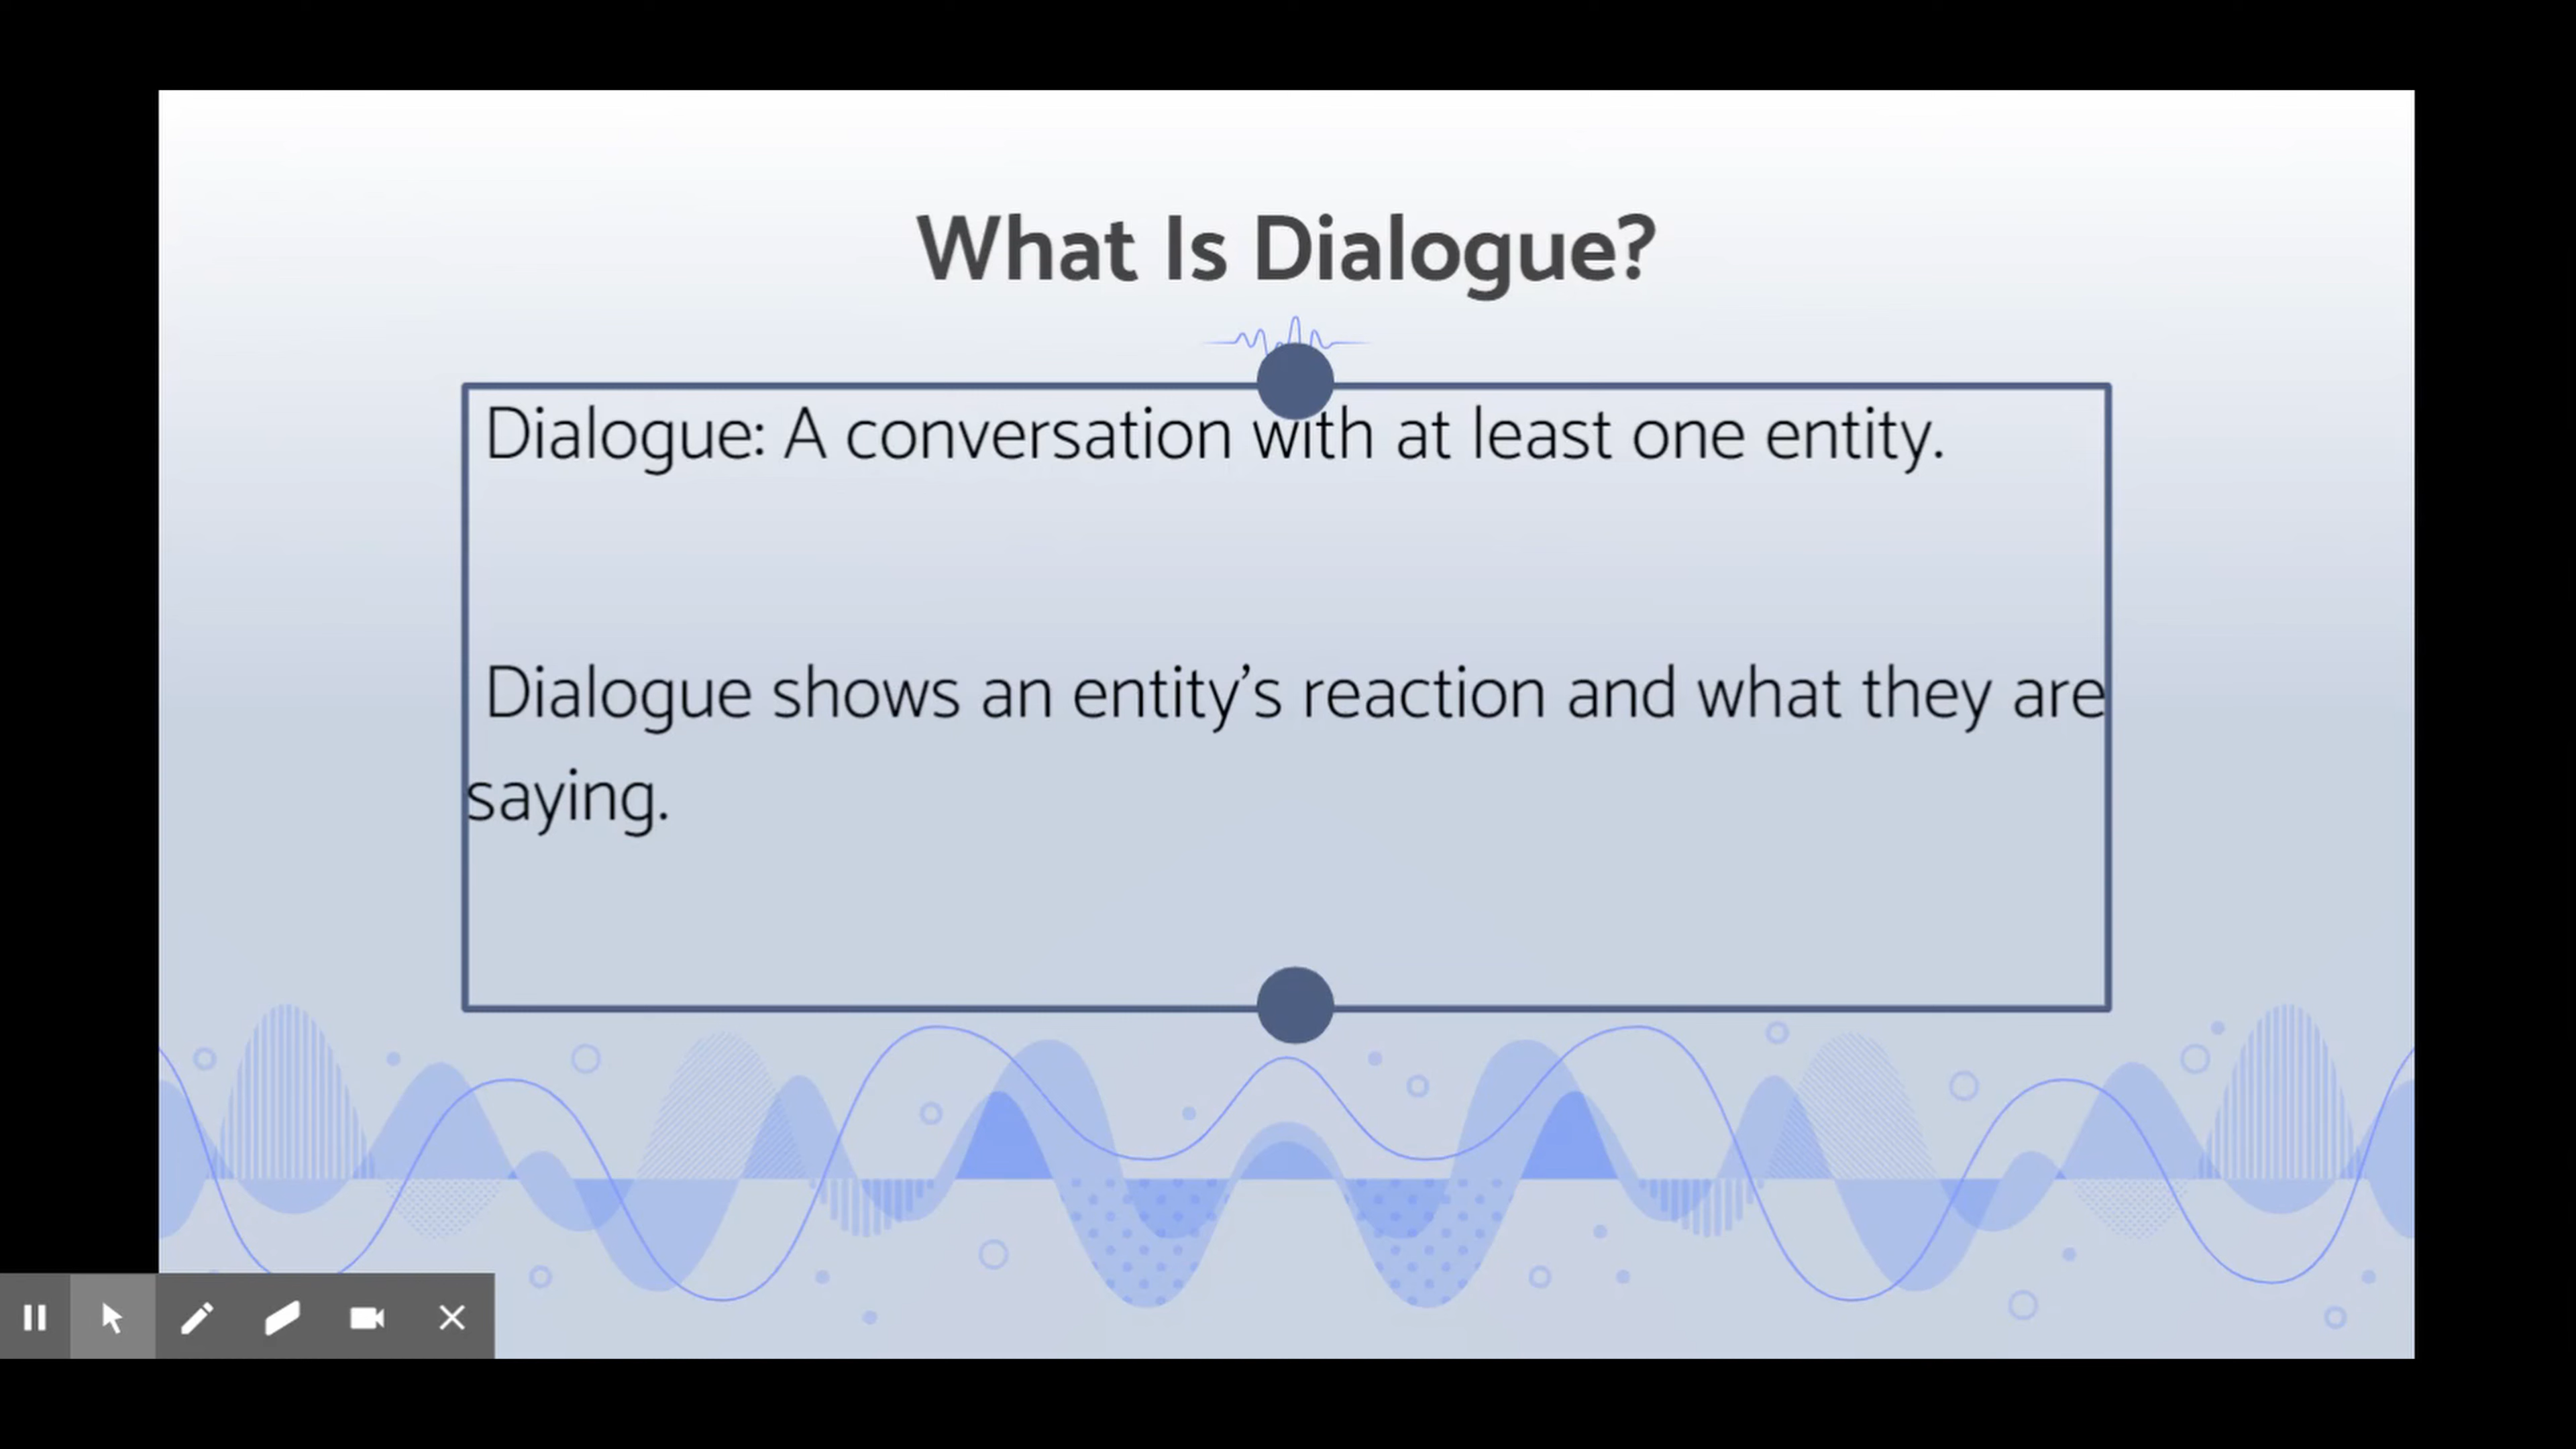 What Is Dialogue?
Dialogue: A conversation with at least one entity.
Dialogue shows an entity’s reaction and what they are
saying.